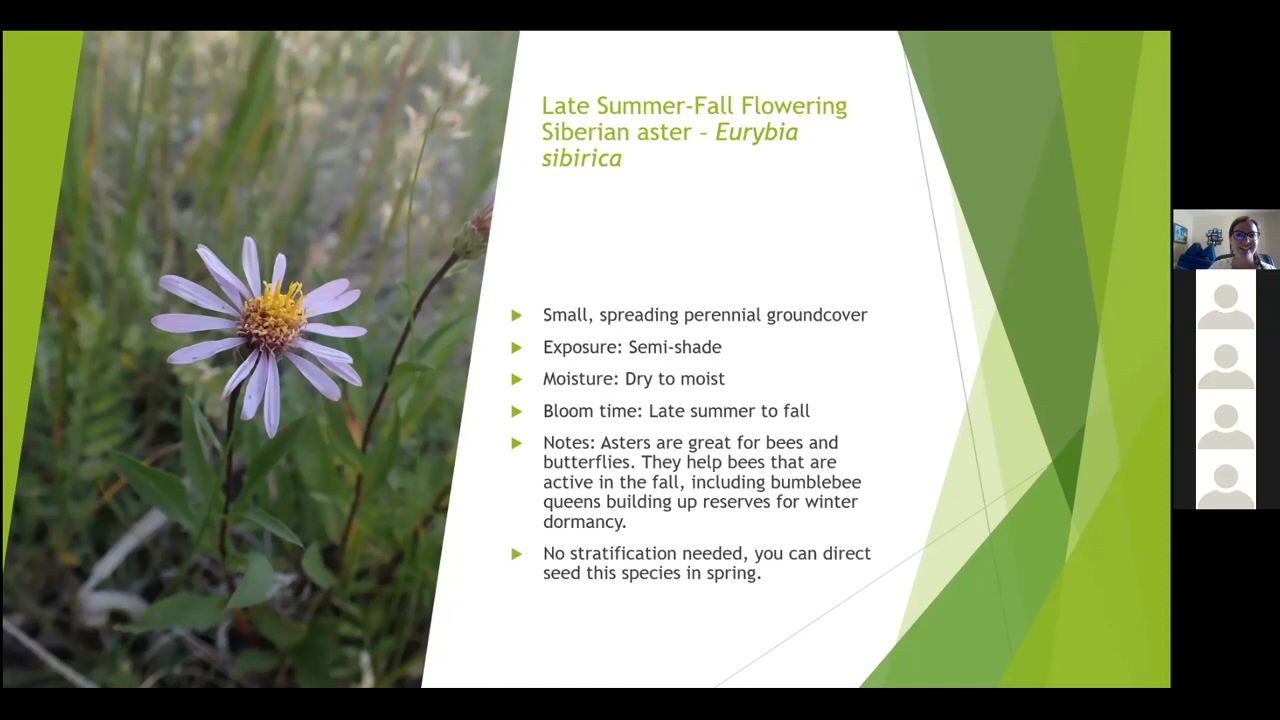 Late Summer-Fall Flowering
Siberian aster – Eurybia
sibirica
Small, spreading perennial groundcover
Exposure: Semi-shade
Moisture: Dry to moist
Bloom time: Late summer to fall
Notes: Asters are great for bees and
butterflies. They help bees that are
active in the fall, including bumblebee
queens building up reserves for winter
dormancy.
No stratification needed, you can direct
seed this species in spring.